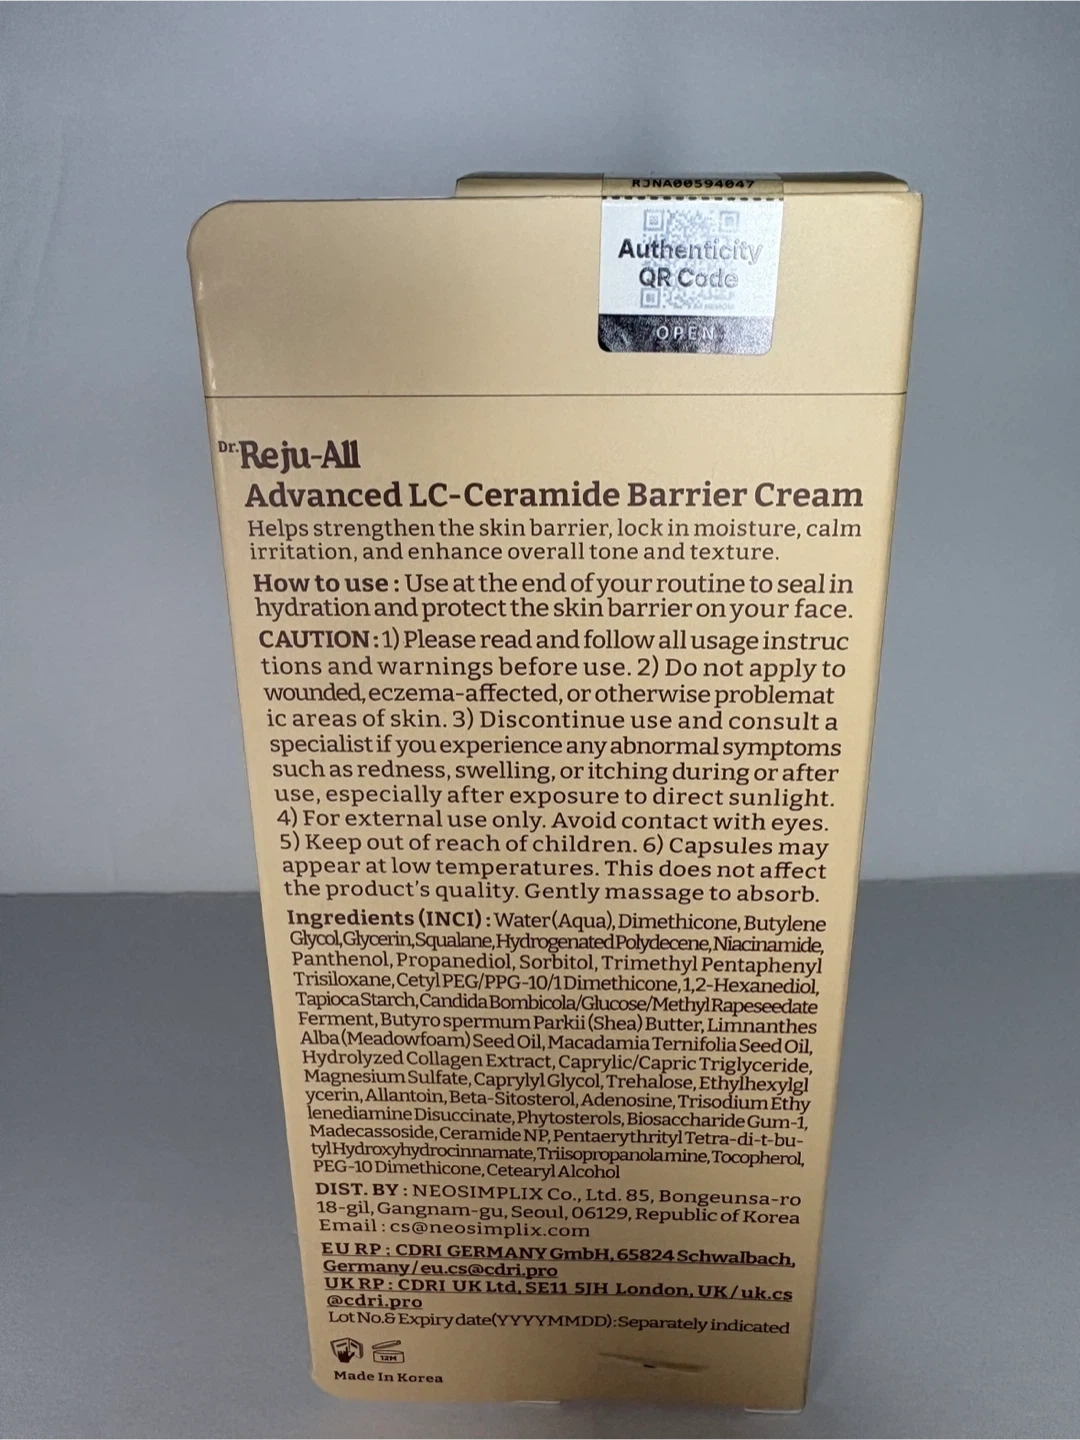 RJNA00594047
Authenticity
QR Code
OPEN
Dr.Reju-All
Advanced LC-Ceramide Barrier Cream
Helps strengthen the skin barrier, lock in moisture, calm
irritation, and enhance overall tone and texture.
How to use : Use at the end of your routine to seal in
hydration and protect the skin barrier on your face.
CAUTION : 1) Please read and follow all usage instruc
tions and warnings before use. 2) Do not apply to
wounded, eczema-affected, or otherwise problemat
ic areas of skin. 3) Discontinue use and consult a
specialist if you experience any abnormal symptoms
such as redness, swelling, or itching during or after
use, especially after exposure to direct sunlight.
4) For external use only. Avoid contact with eyes.
5) Keep out of reach of children. 6) Capsules may
appear at low temperatures. This does not affect
the product's quality. Gently massage to absorb.
Ingredients (INCI) : Water(Aqua), Dimethicone, Butylene
Glycol, Glycerin, Squalane, Hydrogenated Polydecene, Niacinamide,
Panthenol, Propanediol, Sorbitol, Trimethyl Pentaphenyl
Trisiloxane, Cetyl PEG/PPG-10/1 Dimethicone, 1,2-Hexanediol,
Tapioca Starch, Candida Bombicola/Glucose/Methyl Rapeseedate
Ferment, Butyro spermum Parkii (Shea) Butter, Limnanthes
Alba (Meadowfoam) Seed Oil, Macadamia Ternifolia Seed Oil,
Hydrolyzed Collagen Extract, Caprylic/Capric Triglyceride,
Magnesium Sulfate, Caprylyl Glycol, Trehalose, Ethylhexylgl
ycerin, Allantoin, Beta-Sitosterol, Adenosine, Trisodium Ethy
lenediamine Disuccinate, Phytosterols, Biosaccharide Gum-1,
Madecassoside, Ceramide NP, Pentaerythrityl Tetra-di-t-bu-
tyl Hydroxyhydrocinnamate, Triisopropanolamine, Tocopherol,
PEG-10 Dimethicone, Cetearyl Alcohol
DIST. BY : NEOSIMPLIX Co., Ltd. 85, Bongeunsa-ro
18-gil, Gangnam-gu, Seoul, 06129, Republic of Korea
Email : cs@neosimplix.com
EU RP : CDRI GERMANY GmbH, 65824 Schwalbach,
Germany / eu.cs@cdri.pro
UK RP : CDRI UK Ltd, SE11 5JH London, UK / uk.cs
@cdri.pro
Lot No.& Expiry date(YYYYMMDD):Separately indicated
12M
Made In Korea